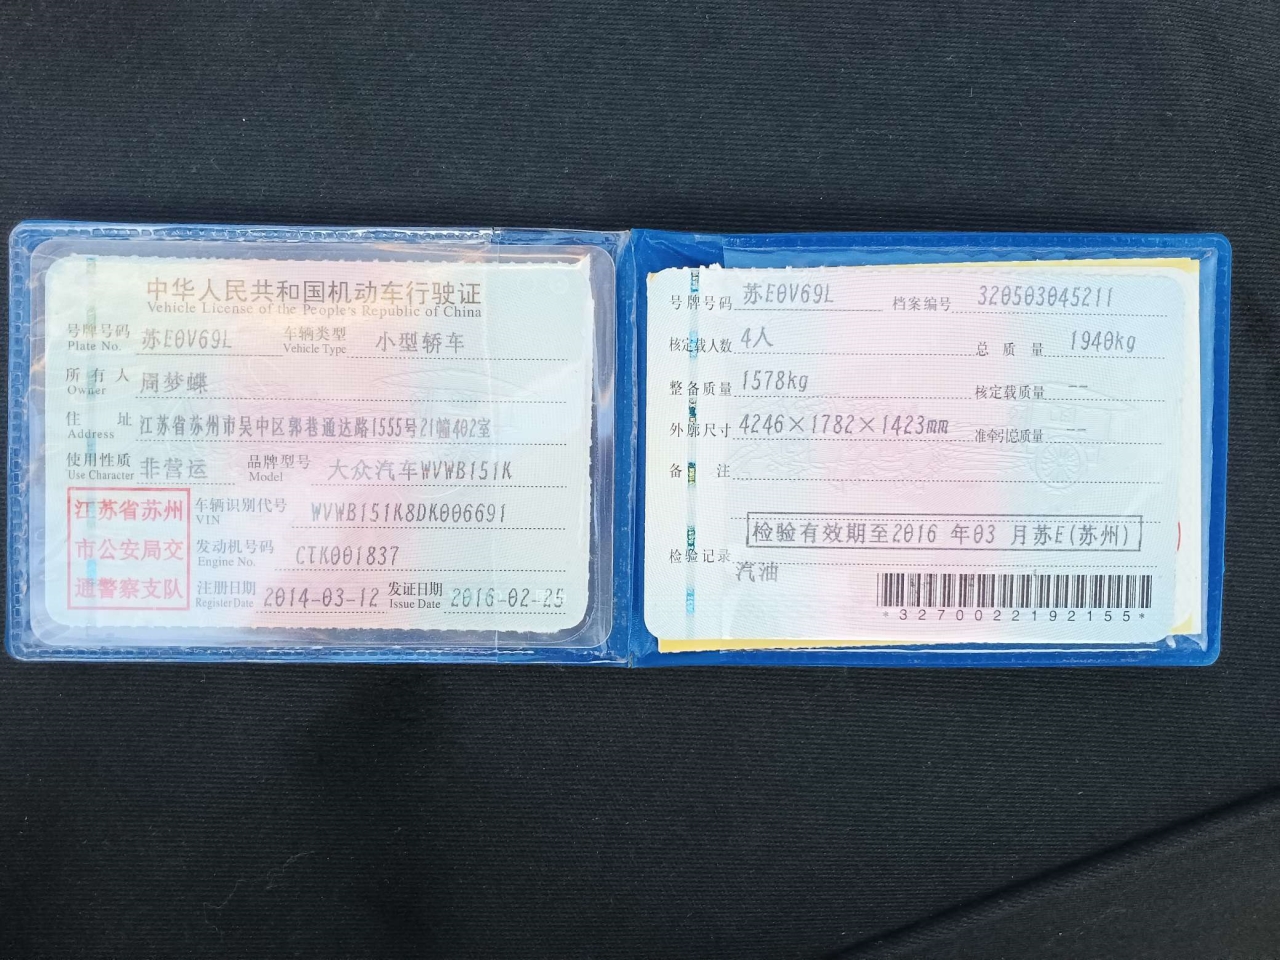 中华人民共和国机动车行驶证
Vehicle License of the People's Republic of China
号牌号码 苏E0V69L 车辆类型 小型轿车
Plate No. Vehicle Type
所有人 周梦蝶
Owner
住址 江苏省苏州市吴中区郭巷通达路1555号21幢402室
Address
使用性质 非营运 品牌型号 大众汽车WVWB151K
Use Character Model
江苏省苏州
市公安局交
通警察支队
车辆识别代号 WVWB151K8DK006691
VIN
发动机号码 CTK001837
Engine No.
注册日期 2014-03-12 发证日期 2016-02-25
Register Date Issue Date
号牌号码 苏E0V69L 档案编号 320503045211
核定载人数 4人 总质量 1940kg
整备质量 1578kg 核定载质量 --
外廓尺寸 4246×1782×1423mm 准牵引总质量 --
备注
检验有效期至2016 年03 月苏E(苏州)
检验记录
汽油
*3270022192155*